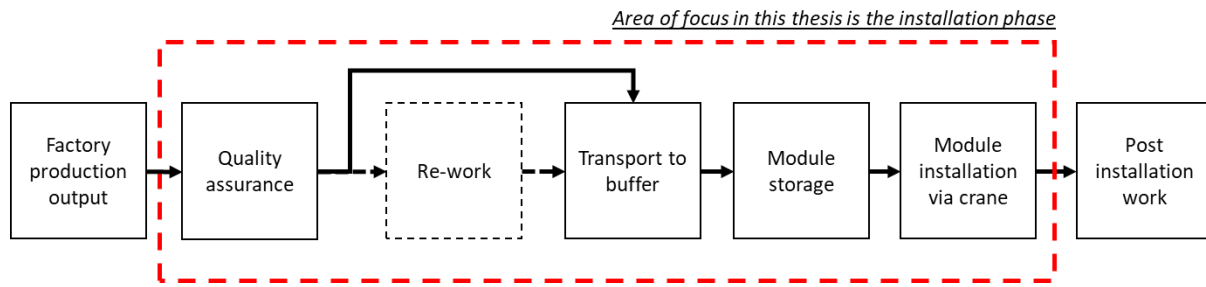 Area of focus in this thesis is the installation phase
Factory
production
output
Quality
assurance
Re-work
Transport to
buffer
Module
storage
Module
installation
via crane
Post
installation
work